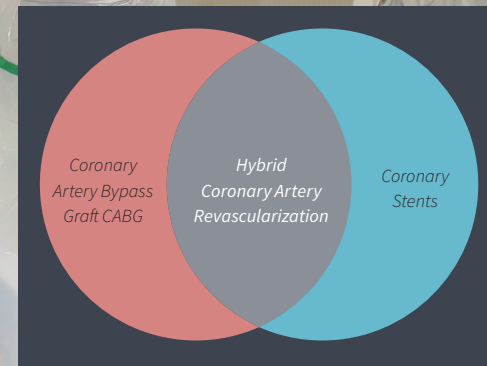 Coronary
Artery Bypass
Graft CABG
Hybrid
Coronary Artery
Revascularization
Coronary
Stents